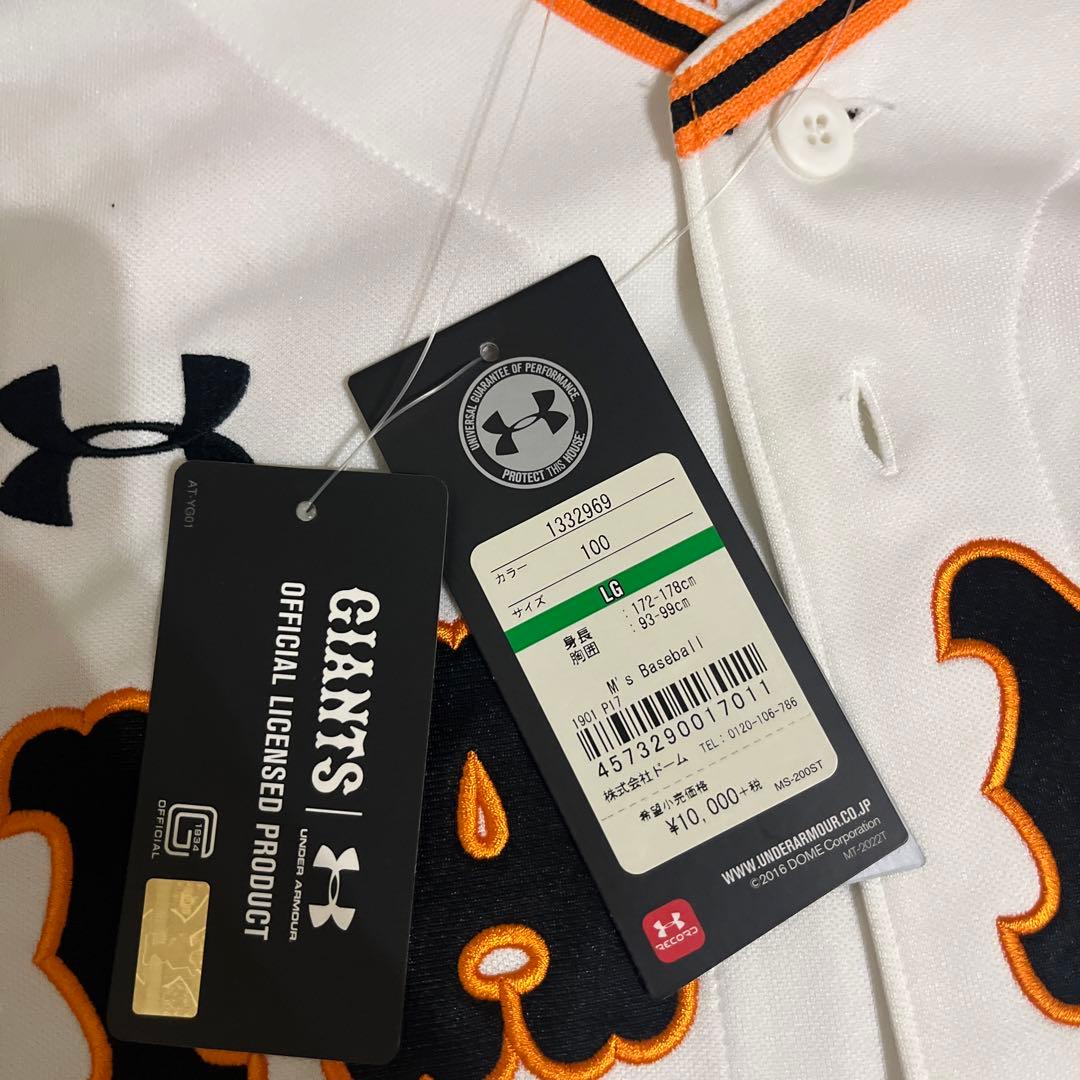 UNIVERSAL GUARANTEE OF PERFORMANCE
PROTECT THIS HOUSE™
1332969
カラー 100
サイズ LG
身長 : 172-178cm
胸囲 : 93-99cm
M's Baseball
1901 P17
4573290017011
株式会社ドーム TEL : 0120-106-786
希望小売価格 MS-200ST
¥10,000+税
WWW.UNDERARMOUR.CO.JP
©2016 DOME Corporation
MT-2022T
RECORD
AT-YG01
GIANTS | UNDER ARMOUR
OFFICIAL LICENSED PRODUCT
1934
OFFICIAL